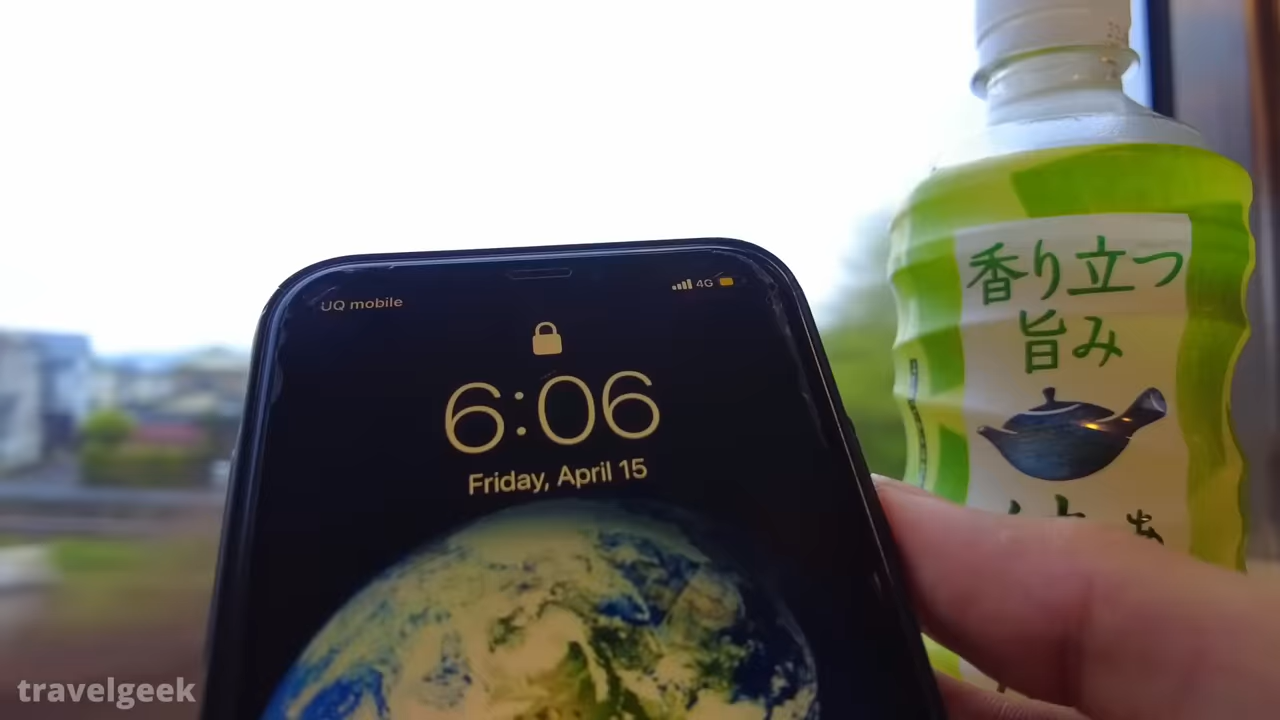 UQ mobile
4G
6:06
Friday, April 15
香り立つ
旨み
travelgeek